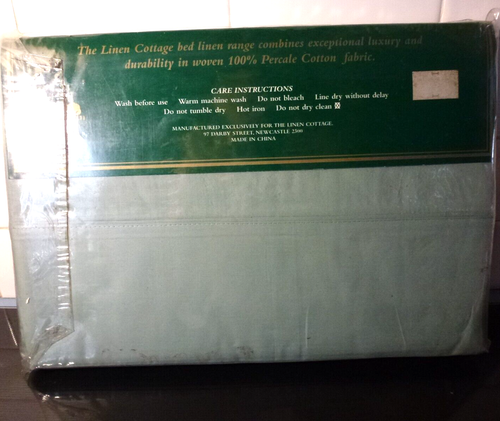 The Linen Cottage bed linen range combines exceptional luxury and
durability in woven 100% Percale Cotton fabric.
CARE INSTRUCTIONS
Wash before use Warm machine wash Do not bleach Line dry without delay
Do not tumble dry Hot iron Do not dry clean
MANUFACTURED EXCLUSIVELY FOR THE LINEN COTTAGE.
97 DARBY STREET, NEWCASTLE 2300
MADE IN CHINA